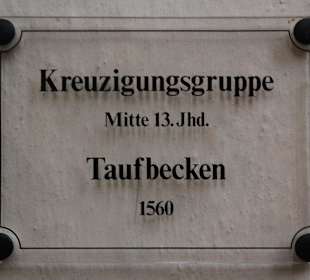 Kreuzigungsgruppe
Mitte 13. Jhd.
Taufbecken
1560